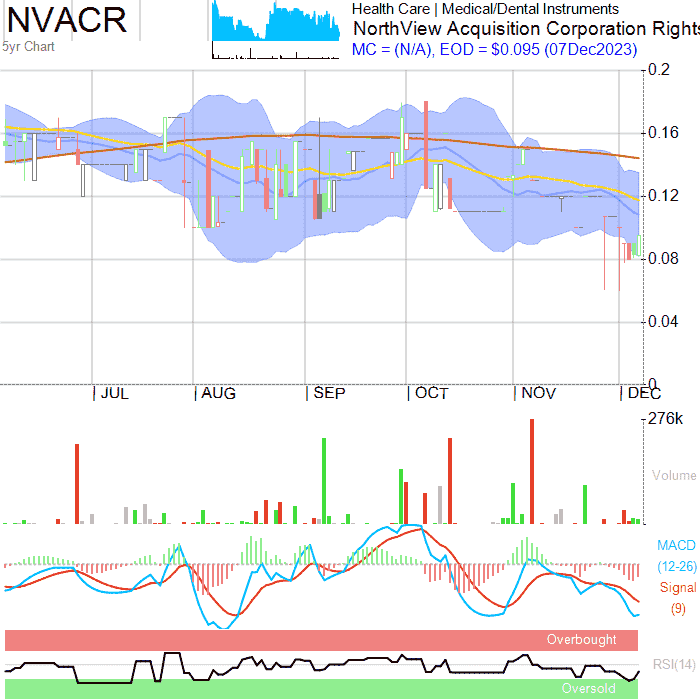 NVACR
5yr Chart
Health Care | Medical/Dental Instruments
NorthView Acquisition Corporation Rights
MC = (N/A), EOD = $0.095 (07Dec2023)
0.2
0.16
0.12
0.08
0.04
0
JUL AUG SEP OCT NOV DEC
276k
Volume
MACD
(12-26)
Signal
(9)
Overbought
RSI(14)
Oversold